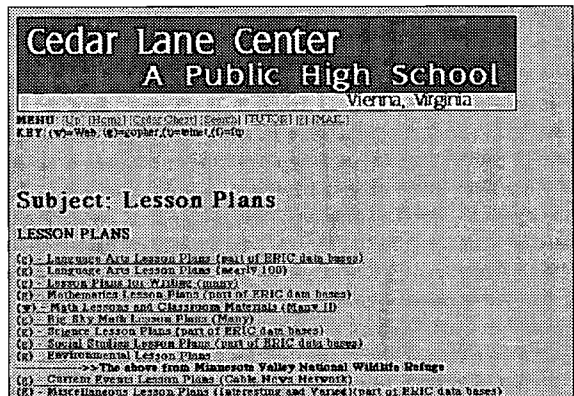 Cedar Lane Center
A Public High School
Vienna, Virginia
MENU: [Up] [Home] [Cedar Chest] [Search] [TUTOR] [?] [MAIL]
KEY: (w)=Web, (g)=gopher, (t)=telnet, (f)=ftp
Subject: Lesson Plans
LESSON PLANS
(g) - Language Arts Lesson Plans (part of ERIC data bases)
(g) - Language Arts Lesson Plans (nearly 100)
(g) - Lesson Plans for Writing (many)
(g) - Mathematics Lesson Plans (part of ERIC data bases)
(w) - Math Lessons and Classroom Materials (Many !!)
(g) - Big Sky Math Lesson Plans (Many)
(g) - Science Lesson Plans (part of ERIC data bases)
(g) - Social Studies Lesson Plans (part of ERIC data bases)
(g) - Environmental Lesson Plans
>>The above from Minnesota Valley National Wildlife Refuge
(g) - Current Events Lesson Plans (Cable News Network)
(g) - Miscellaneous Lesson Plans (Interesting and Varied)(part of ERIC data bases)